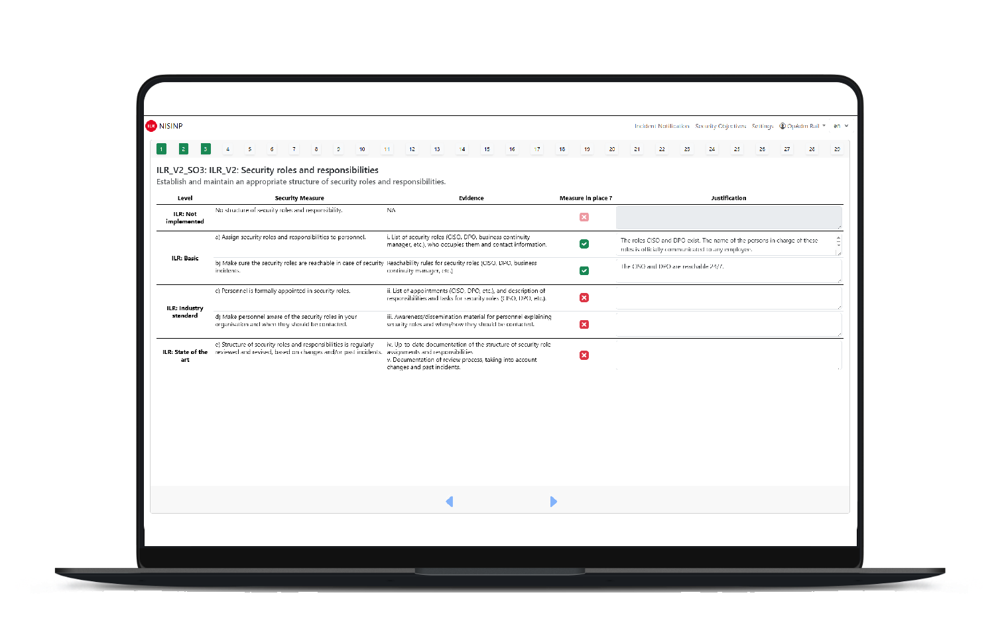 ILR NISINP
Incident Notification Security Objectives Settings OpAdm Rail en
1 2 3 4 5 6 7 8 9 10 11 12 13 14 15 16 17 18 19 20 21 22 23 24 25 26 27 28 29
ILR_V2_SO3: ILR_V2: Security roles and responsibilities
Establish and maintain an appropriate structure of security roles and responsibilities.
Level Security Measure Evidence Measure in place ? Justification
ILR: Not
implemented
No structure of security roles and responsibility.
NA
ILR: Basic
a) Assign security roles and responsibilities to personnel.
i. List of security roles (CISO, DPO, business continuity
manager, etc.), who occupies them and contact information.
The roles CISO and DPO exist. The name of the persons in charge of these
roles is officially communicated to any employee.
b) Make sure the security roles are reachable in case of security
incidents.
Reachability rules for security roles (CISO, DPO, business
continuity manager, etc.)
The CISO and DPO are reachable 24/7.
ILR: Industry
standard
c) Personnel is formally appointed in security roles.
ii. List of appointments (CISO, DPO, etc.), and description of
responsibilities and tasks for security roles (CISO, DPO, etc.).
d) Make personnel aware of the security roles in your
organisation and when they should be contacted.
iii. Awareness/dissemination material for personnel explaining
security roles and when/how they should be contacted.
ILR: State of the
art
e) Structure of security roles and responsibilities is regularly
reviewed and revised, based on changes and/or past incidents.
iv. Up-to-date documentation of the structure of security role
assignments and responsibilities
v. Documentation of review process, taking into account
changes and past incidents.